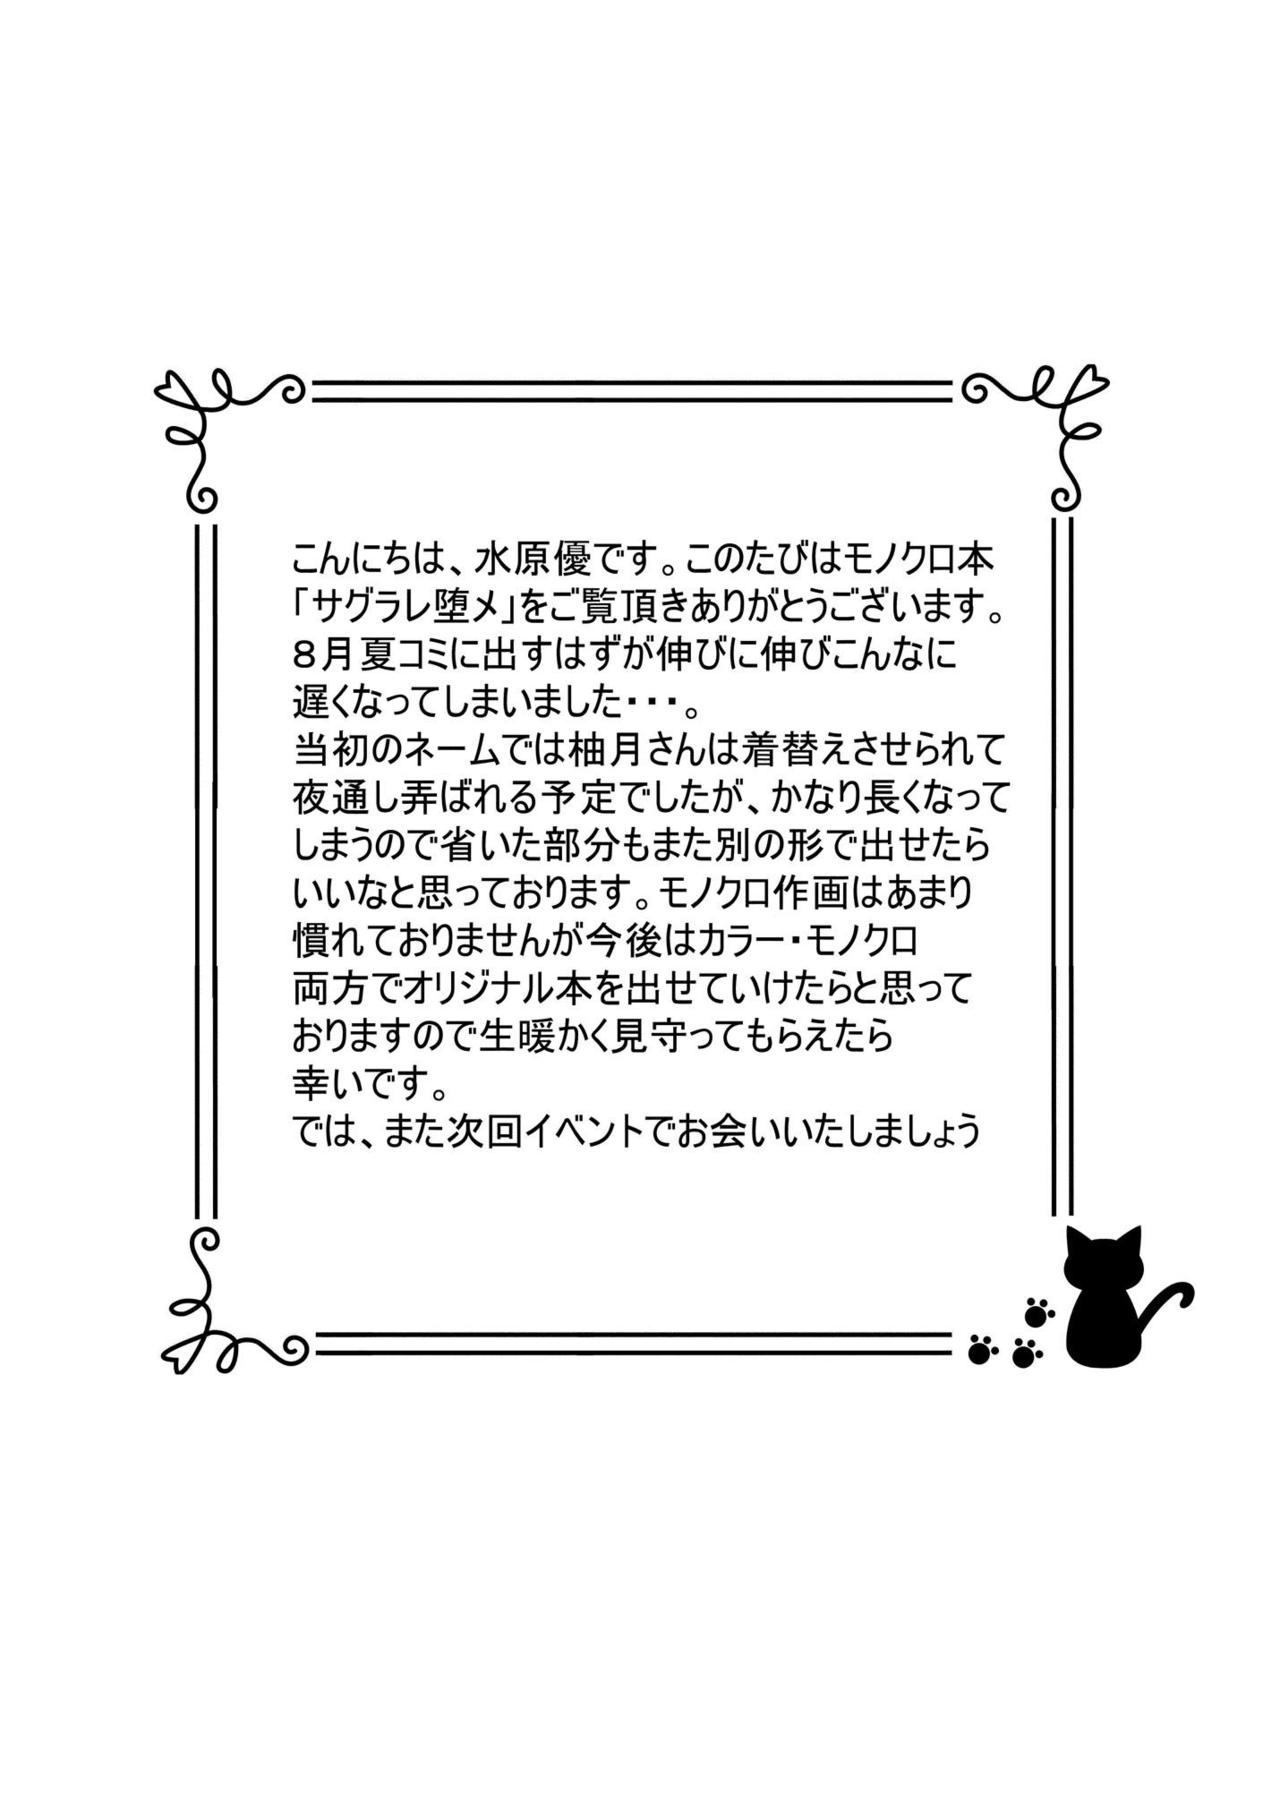 こんにちは、水原優です。このたびはモノクロ本
「サグラレ堕メ」をご覧頂きありがとうございます。
８月夏コミに出すはずが伸びに伸びこんなに
遅くなってしまいました・・・。
当初のネームでは柚月さんは着替えさせられて
夜通し弄ばれる予定でしたが、かなり長くなって
しまうので省いた部分もまた別の形で出せたら
いいなと思っております。モノクロ作画はあまり
慣れておりませんが今後はカラー・モノクロ
両方でオリジナル本を出せていけたらと思って
おりますので生暖かく見守ってもらえたら
幸いです。
では、また次回イベントでお会いいたしましょう